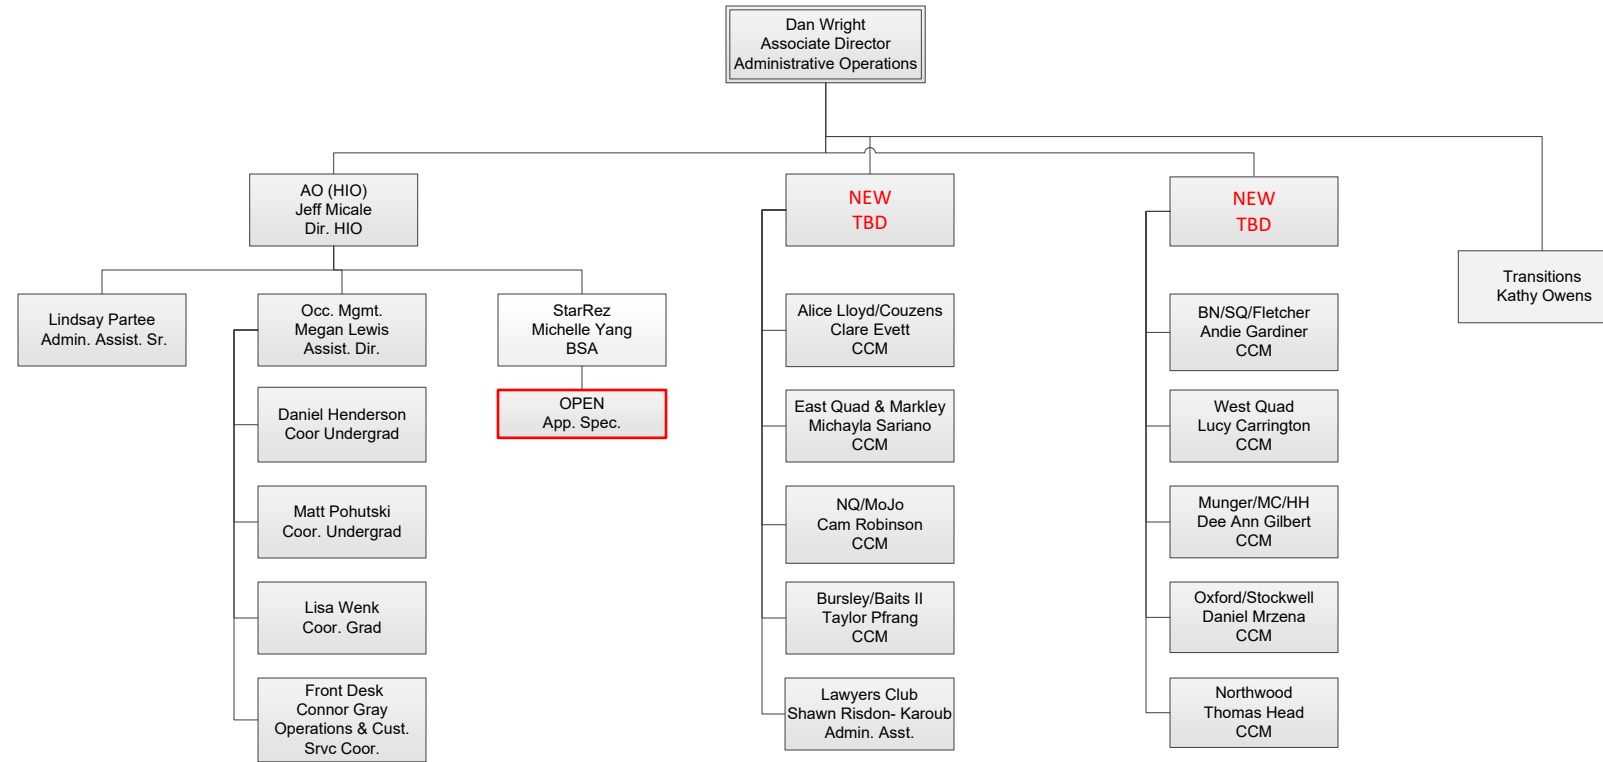 Dan Wright
Associate Director
Administrative Operations
AO (HIO)
Jeff Micale
Dir. HIO
NEW
TBD
NEW
TBD
Transitions
Kathy Owens
Lindsay Partee
Admin. Assist. Sr.
Occ. Mgmt.
Megan Lewis
Assist. Dir.
StarRez
Michelle Yang
BSA
OPEN
App. Spec.
Daniel Henderson
Coor Undergrad
Matt Pohutski
Coor. Undergrad
Lisa Wenk
Coor. Grad
Front Desk
Connor Gray
Operations & Cust.
Srvc Coor.
Alice Lloyd/Couzens
Clare Evett
CCM
East Quad & Markley
Michayla Sariano
CCM
NQ/MoJo
Cam Robinson
CCM
Bursley/Baits II
Taylor Pfrang
CCM
Lawyers Club
Shawn Risdon- Karoub
Admin. Asst.
BN/SQ/Fletcher
Andie Gardiner
CCM
West Quad
Lucy Carrington
CCM
Munger/MC/HH
Dee Ann Gilbert
CCM
Oxford/Stockwell
Daniel Mrzena
CCM
Northwood
Thomas Head
CCM